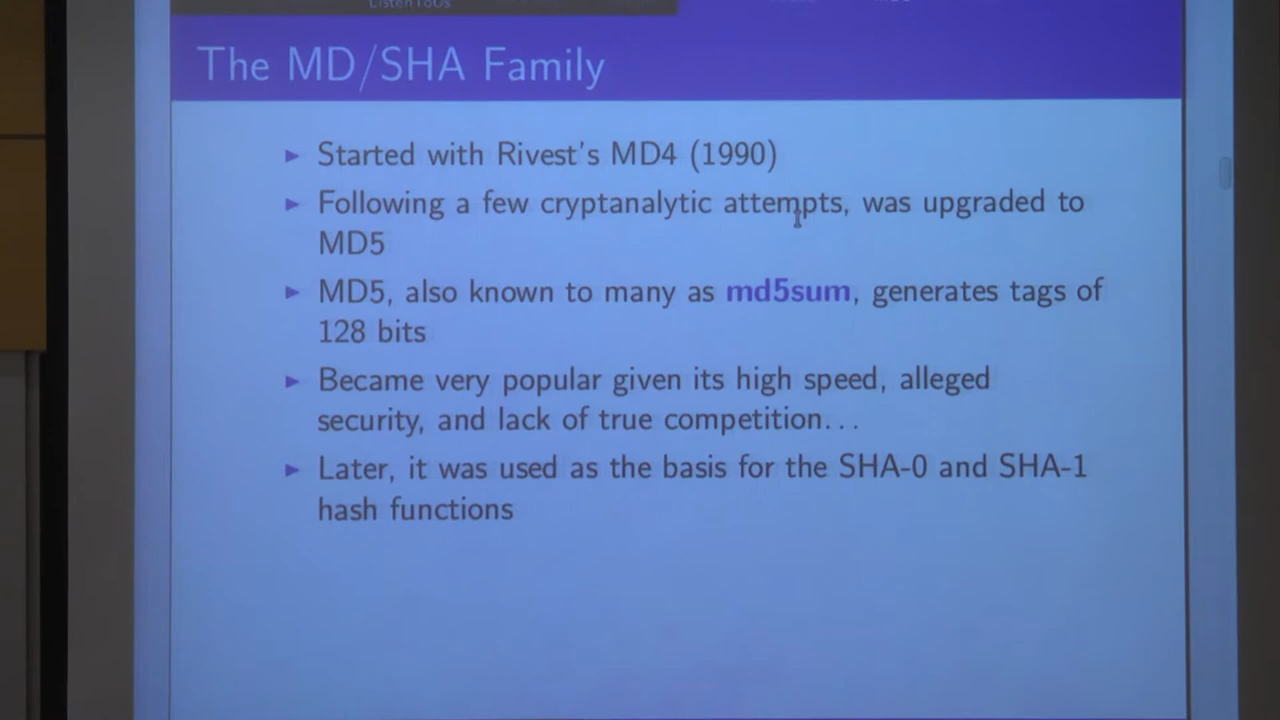 ListenToUs
The MD/SHA Family
▶ Started with Rivest's MD4 (1990)
▶ Following a few cryptanalytic attempts, was upgraded to
MD5
▶ MD5, also known to many as md5sum, generates tags of
128 bits
▶ Became very popular given its high speed, alleged
security, and lack of true competition...
▶ Later, it was used as the basis for the SHA-0 and SHA-1
hash functions